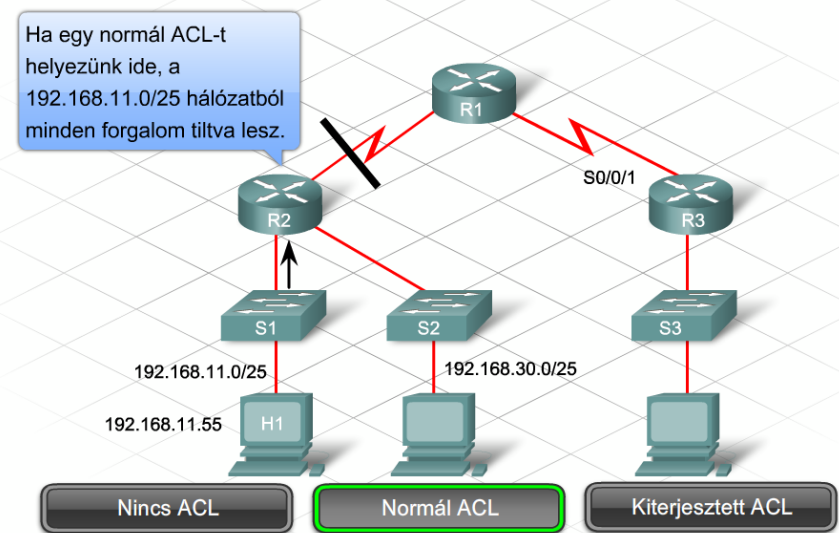 Ha egy normál ACL-t
helyezünk ide, a
192.168.11.0/25 hálózatból
minden forgalom tiltva lesz.
R1
S0/0/1
R2
R3
S1
S2
S3
192.168.11.0/25
192.168.30.0/25
192.168.11.55
H1
Nincs ACL
Normál ACL
Kiterjesztett ACL